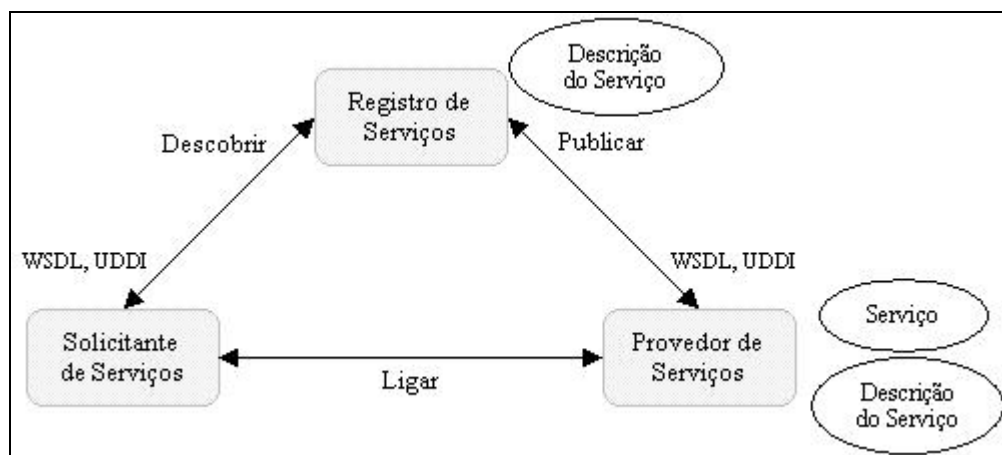 Descrição
do Serviço
Registro de
Serviços
Descobrir
Publicar
WSDL, UDDI
WSDL, UDDI
Solicitante
de Serviços
Ligar
Provedor de
Serviços
Serviço
Descrição
do Serviço